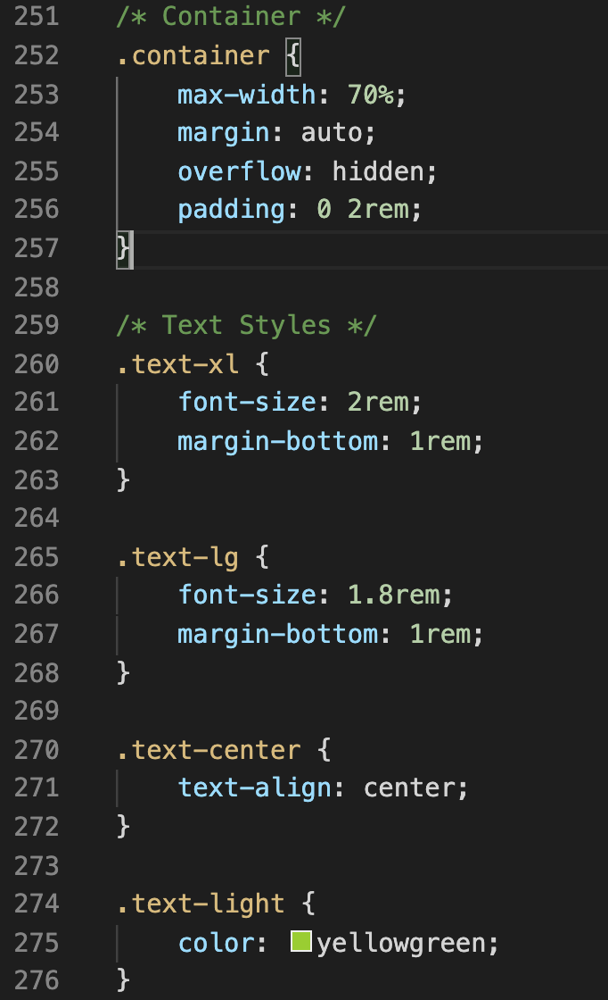 251 /* Container */
252 .container {
253     max-width: 70%;
254     margin: auto;
255     overflow: hidden;
256     padding: 0 2rem;
257 }
258
259 /* Text Styles */
260 .text-xl {
261     font-size: 2rem;
262     margin-bottom: 1rem;
263 }
264
265 .text-lg {
266     font-size: 1.8rem;
267     margin-bottom: 1rem;
268 }
269
270 .text-center {
271     text-align: center;
272 }
273
274 .text-light {
275     color: yellowgreen;
276 }